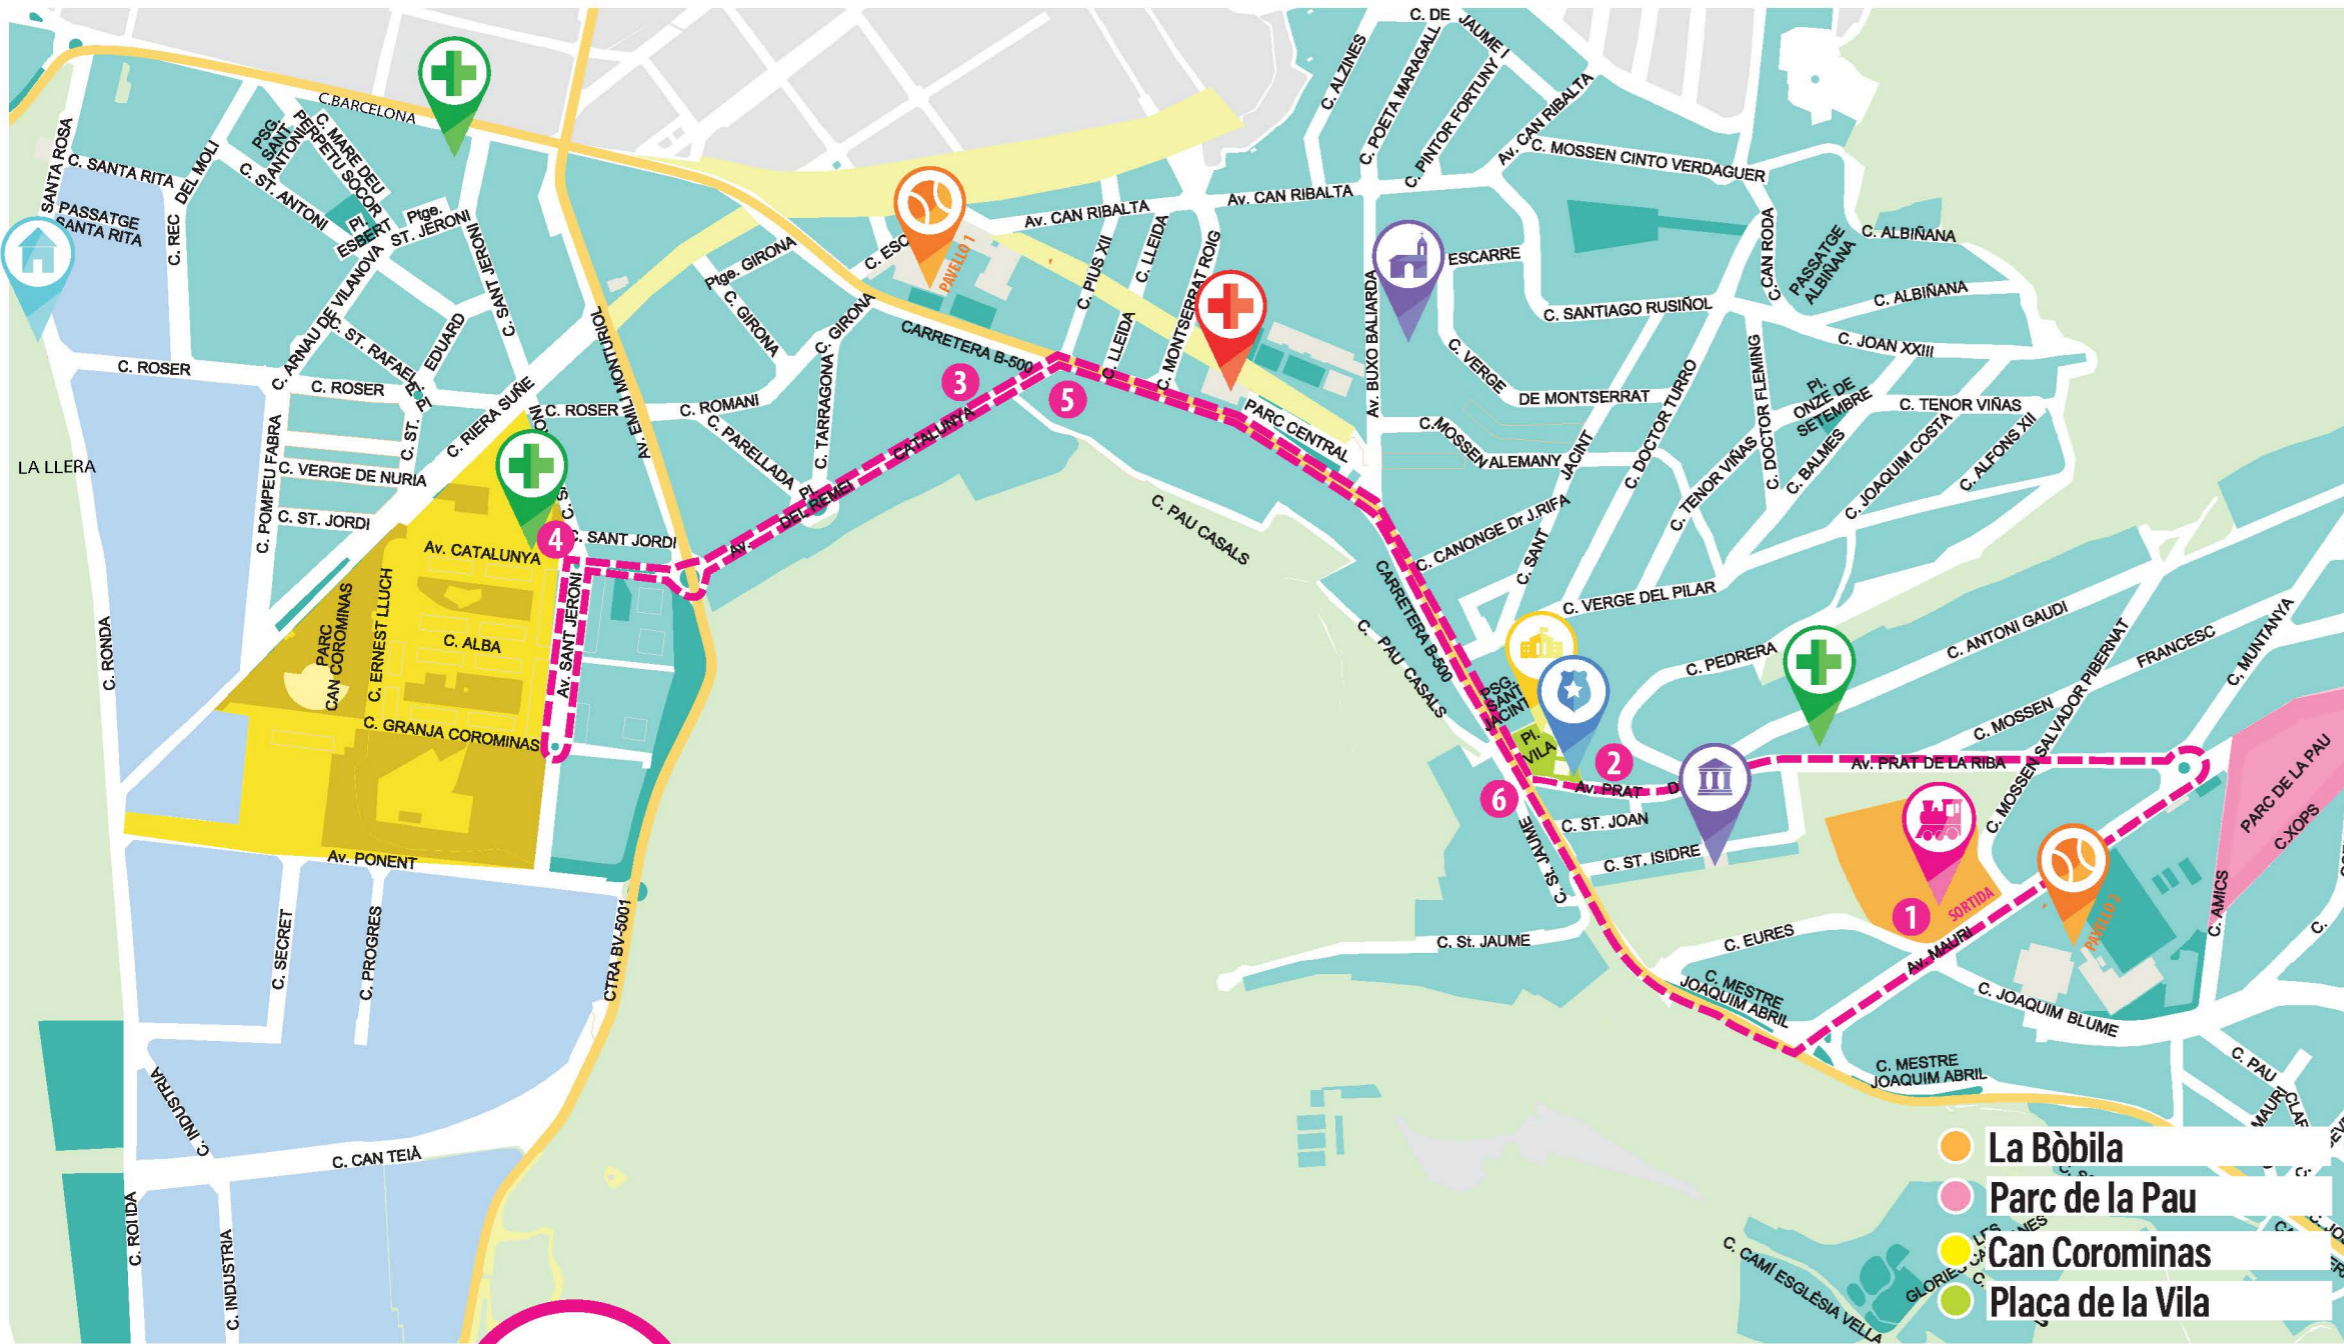 C. DE JAUME I
C. ALZINES
C. POETA MARAGALL
C. PINTOR FORTUNY
AV. CAN RIBALTA
C. MOSSEN CINTO VERDAGUER
C.BARCELONA
SANTA ROSA
C. SANTA RITA
PASSATGE
SANTA RITA
C. REC
DEL MOLI
PSG.
SANT
ANTONI
C. MARE DEU
PERPETU SOCOR
C. ST. ANTONI
Pl.
ESBERT
Ptge.
ST. JERONI
C. SANT JERONI
C. ARNAU DE VILANOVA
C. ST. RAFAEL
EDUARD
C. ST.
Pl
C. ROSER
C. ROSER
C. ROSER
C. RIERA SUÑE
AV. EMILI MONTURIOL
Ptge. GIRONA
C. GIRONA
C. GIRONA
C. ESC
PAVELLO 1
Av. CAN RIBALTA
Av. CAN RIBALTA
C. PIUS XII
C. LLEIDA
C. LLEIDA
C. MONTSERRAT ROIG
CARRETERA B-500
AV. BUXO BALIARDA
ESCARRE
C. VERGE
DE MONTSERRAT
C. SANTIAGO RUSIÑOL
C.CAN RODA
PASSATGE
ALBIÑANA
C. ALBIÑANA
C. ALBIÑANA
C. JOAN XXIII
C. DOCTOR TURRO
C. DOCTOR FLEMING
Pl.
ONZE DE
SETEMBRE
C. TENOR VIÑAS
C. TENOR VIÑAS
C. BALMES
C. JOAQUIM COSTA
C. ALFONS XII
C.MOSSEN ALEMANY
C. CANONGE Dr J.RIFA
C. SANT
JACINT
C. VERGE DEL PILAR
PARC CENTRAL
3
5
C. ROMANI
C. PARELLADA
C. TARRAGONA
Pl.
AV.
DEL REMEI
CATALUNYA
C. PAU CASALS
C. PAU CASALS
CARRETERA B-500
LA LLERA
C. POMPEU FABRA
C. VERGE DE NURIA
C. ST. JORDI
4
C. SANT JORDI
Av. CATALUNYA
PARC
CAN COROMINAS
C. ERNEST LLUCH
C. ALBA
AV. SANT JERONI
C. GRANJA COROMINAS
C. RONDA
Av. PONENT
C. SECRET
C. PROGRES
CTRA BV-5001
C. INDUSTRIA
C. CAN TEIÀ
C. RONDA
C. INDUSTRIA
PSG.
SANT
JACINT
Pl.
VILA
2
6
Av. PRAT D
C. PEDRERA
C. ANTONI GAUDI
C. MOSSEN
FRANCESC
C. MOSSEN SALVADOR PIBERNAT
C, MUNTANYA
Av. PRAT DE LA RIBA
PARC DE LA PAU
C.XOPS
C. AMICS
C. ST. JOAN
C. ST. ISIDRE
C. St. JAUME
C. St. JAUME
1
SORTIDA
PAVELLO 2
C. EURES
Av. MAURI
C. MESTRE
JOAQUIM ABRIL
C. JOAQUIM BLUME
C. MESTRE
JOAQUIM ABRIL
C. PAU
MAURI
C. CAMÍ ESGLÈSIA VELLA
La Bòbila
Parc de la Pau
Can Corominas
Plaça de la Vila